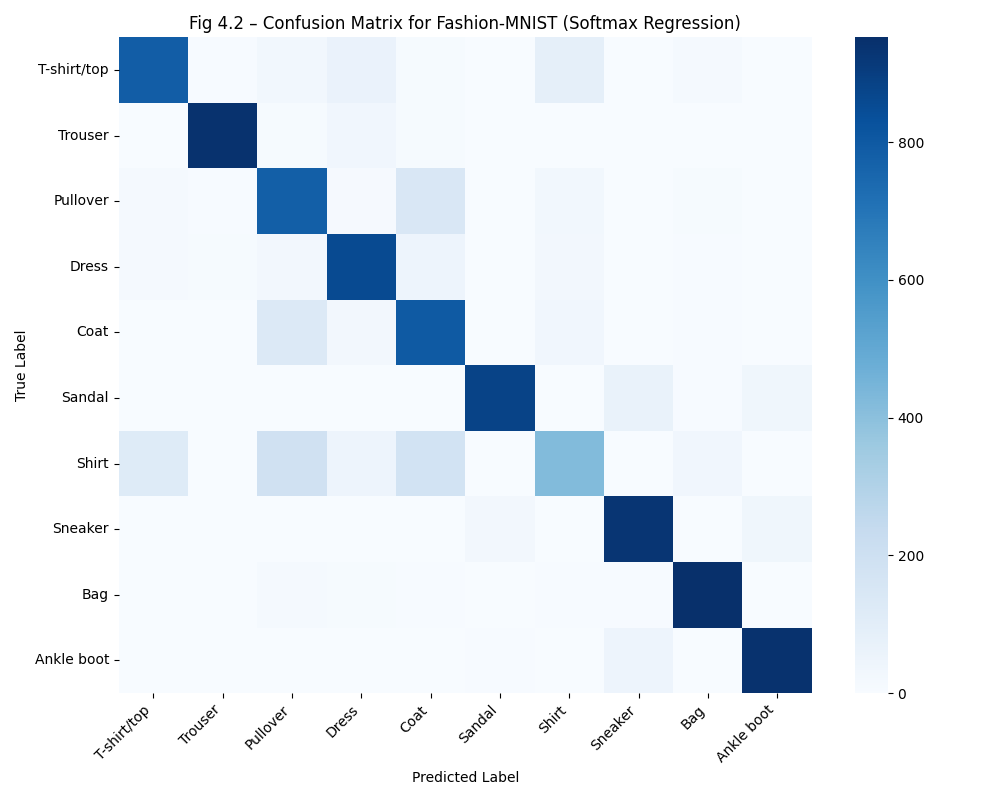 Fig 4.2 – Confusion Matrix for Fashion-MNIST (Softmax Regression)
True Label
T-shirt/top
Trouser
Pullover
Dress
Coat
Sandal
Shirt
Sneaker
Bag
Ankle boot
T-shirt/top
Trouser
Pullover
Dress
Coat
Sandal
Shirt
Sneaker
Bag
Ankle boot
Predicted Label
800
600
400
200
0